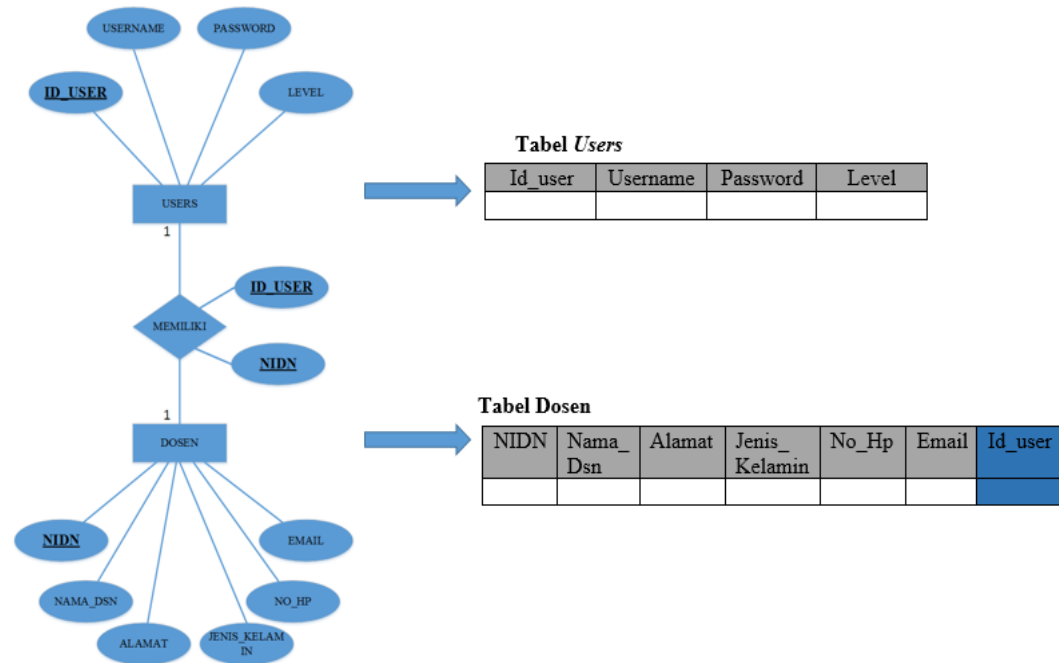 USERNAME
PASSWORD
ID_USER
LEVEL
USERS
1
ID_USER
MEMILIKI
NIDN
1
DOSEN
NIDN
EMAIL
NAMA_DSN
NO_HP
ALAMAT
JENIS_KELAM
IN
Tabel Users
Id_user Username Password Level
Tabel Dosen
NIDN Nama_ Alamat Jenis_ No_Hp Email Id_user
Dsn Kelamin